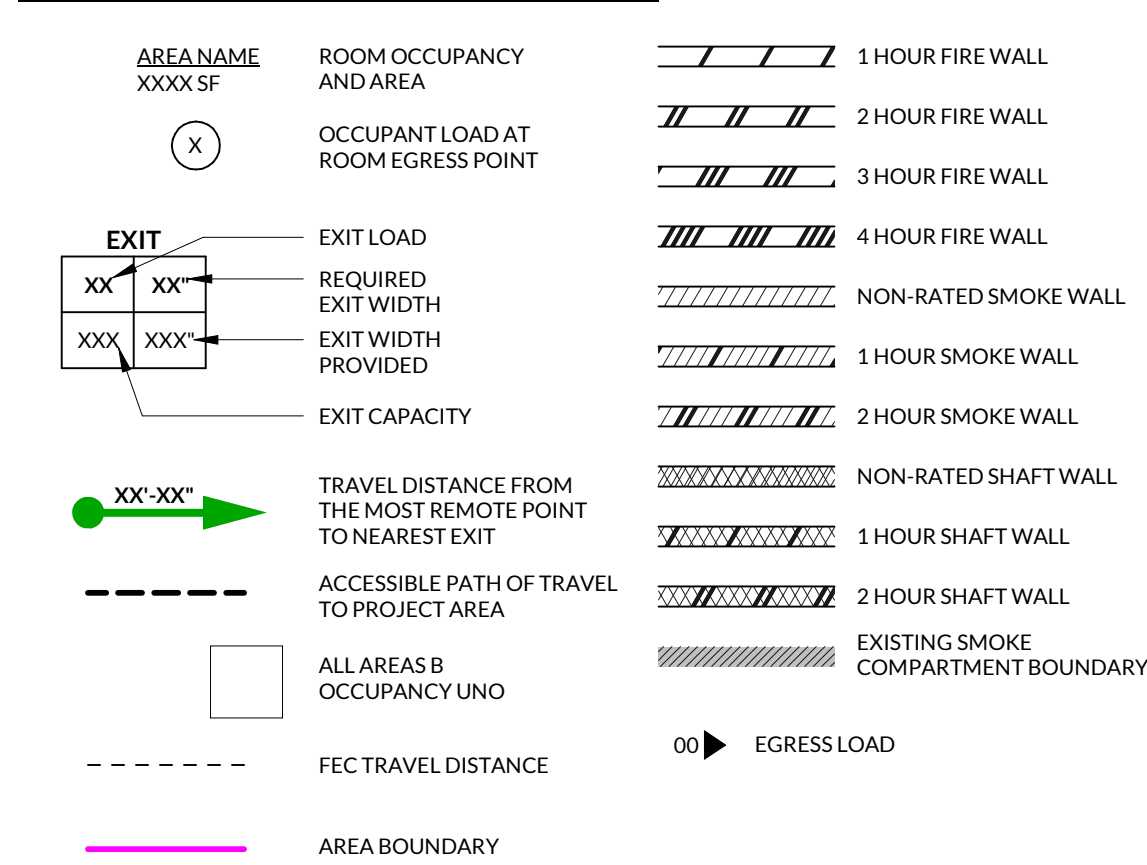 AREA NAME
XXXX SF
ROOM OCCUPANCY
AND AREA
X
OCCUPANT LOAD AT
ROOM EGRESS POINT
EXIT
XX
XX"
XXX
XXX"
EXIT LOAD
REQUIRED
EXIT WIDTH
EXIT WIDTH
PROVIDED
EXIT CAPACITY
XX'-XX"
TRAVEL DISTANCE FROM
THE MOST REMOTE POINT
TO NEAREST EXIT
ACCESSIBLE PATH OF TRAVEL
TO PROJECT AREA
ALL AREAS B
OCCUPANCY UNO
FEC TRAVEL DISTANCE
AREA BOUNDARY
1 HOUR FIRE WALL
2 HOUR FIRE WALL
3 HOUR FIRE WALL
4 HOUR FIRE WALL
NON-RATED SMOKE WALL
1 HOUR SMOKE WALL
2 HOUR SMOKE WALL
NON-RATED SHAFT WALL
1 HOUR SHAFT WALL
2 HOUR SHAFT WALL
EXISTING SMOKE
COMPARTMENT BOUNDARY
00
EGRESS LOAD